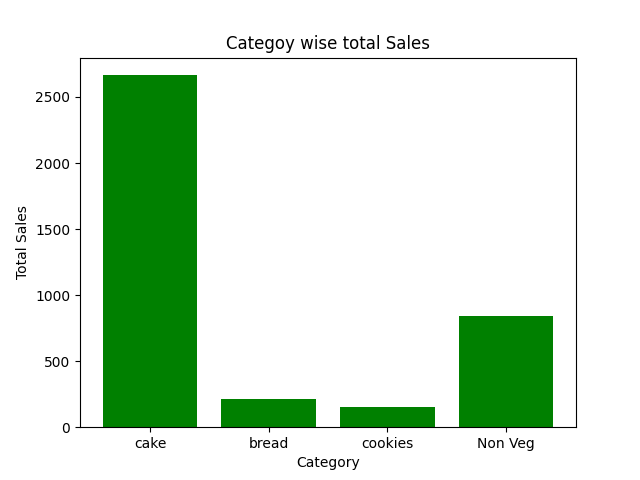 Categoy wise total Sales
2500
2000
1500
1000
500
0
Total Sales
cake bread cookies Non Veg
Category